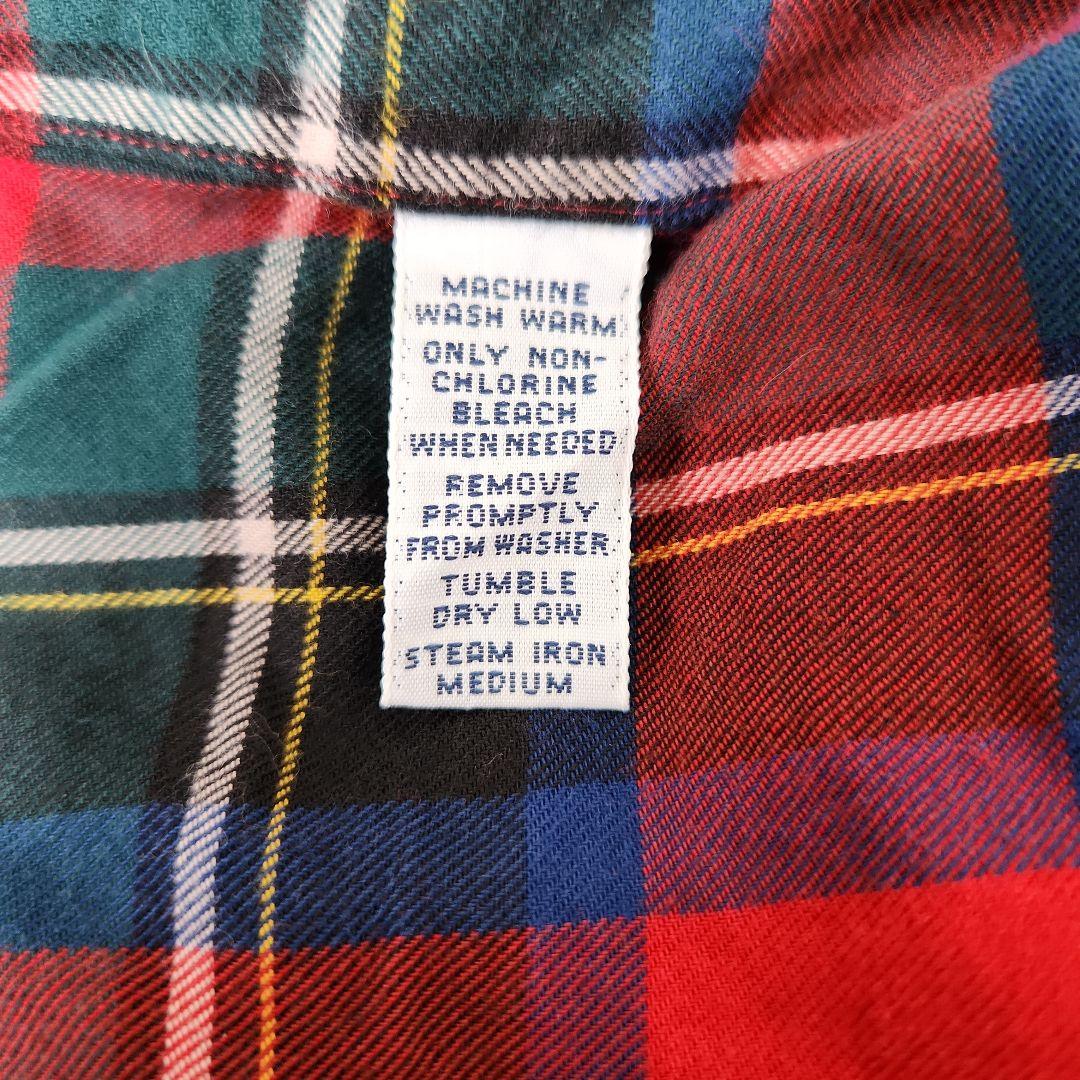 MACHINE
WASH WARM
ONLY NON-
CHLORINE
BLEACH
WHEN NEEDED
REMOVE
PROMPTLY
FROM WASHER
TUMBLE
DRY LOW
STEAM IRON
MEDIUM